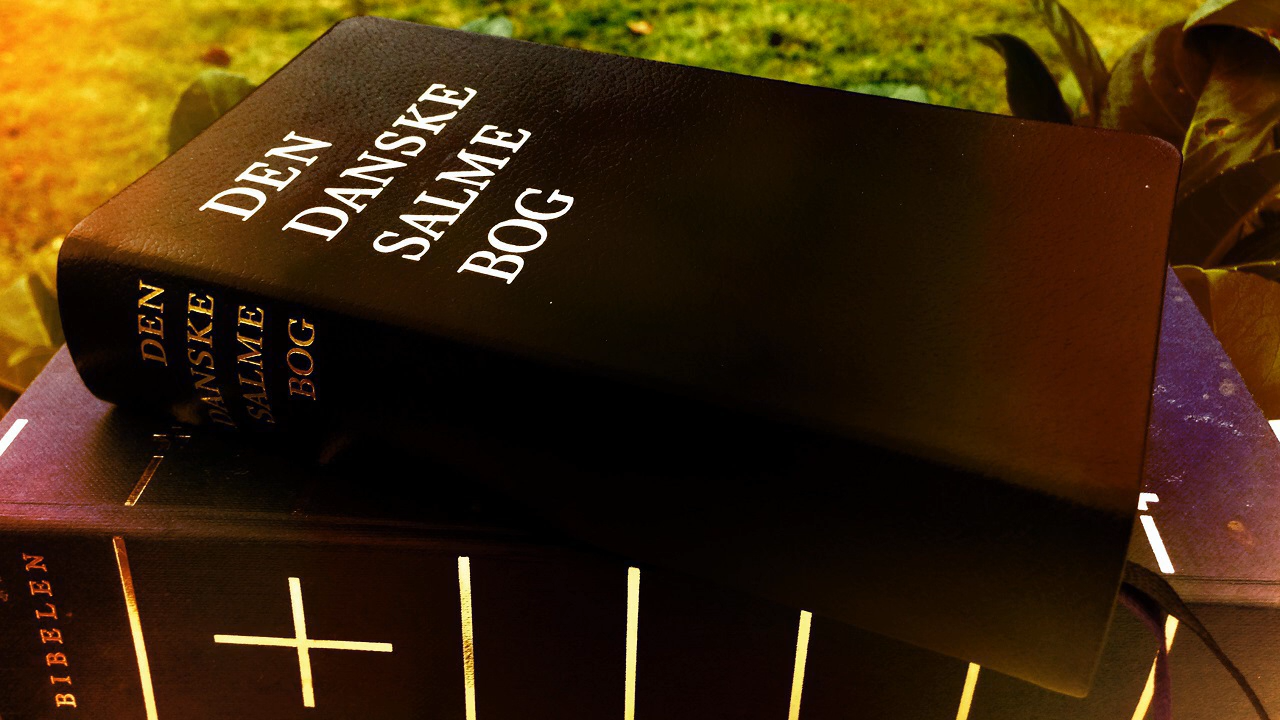 DEN
DANSKE
SALME
BOG
DEN
DANSKE
SALME
BOG
BIBELEN